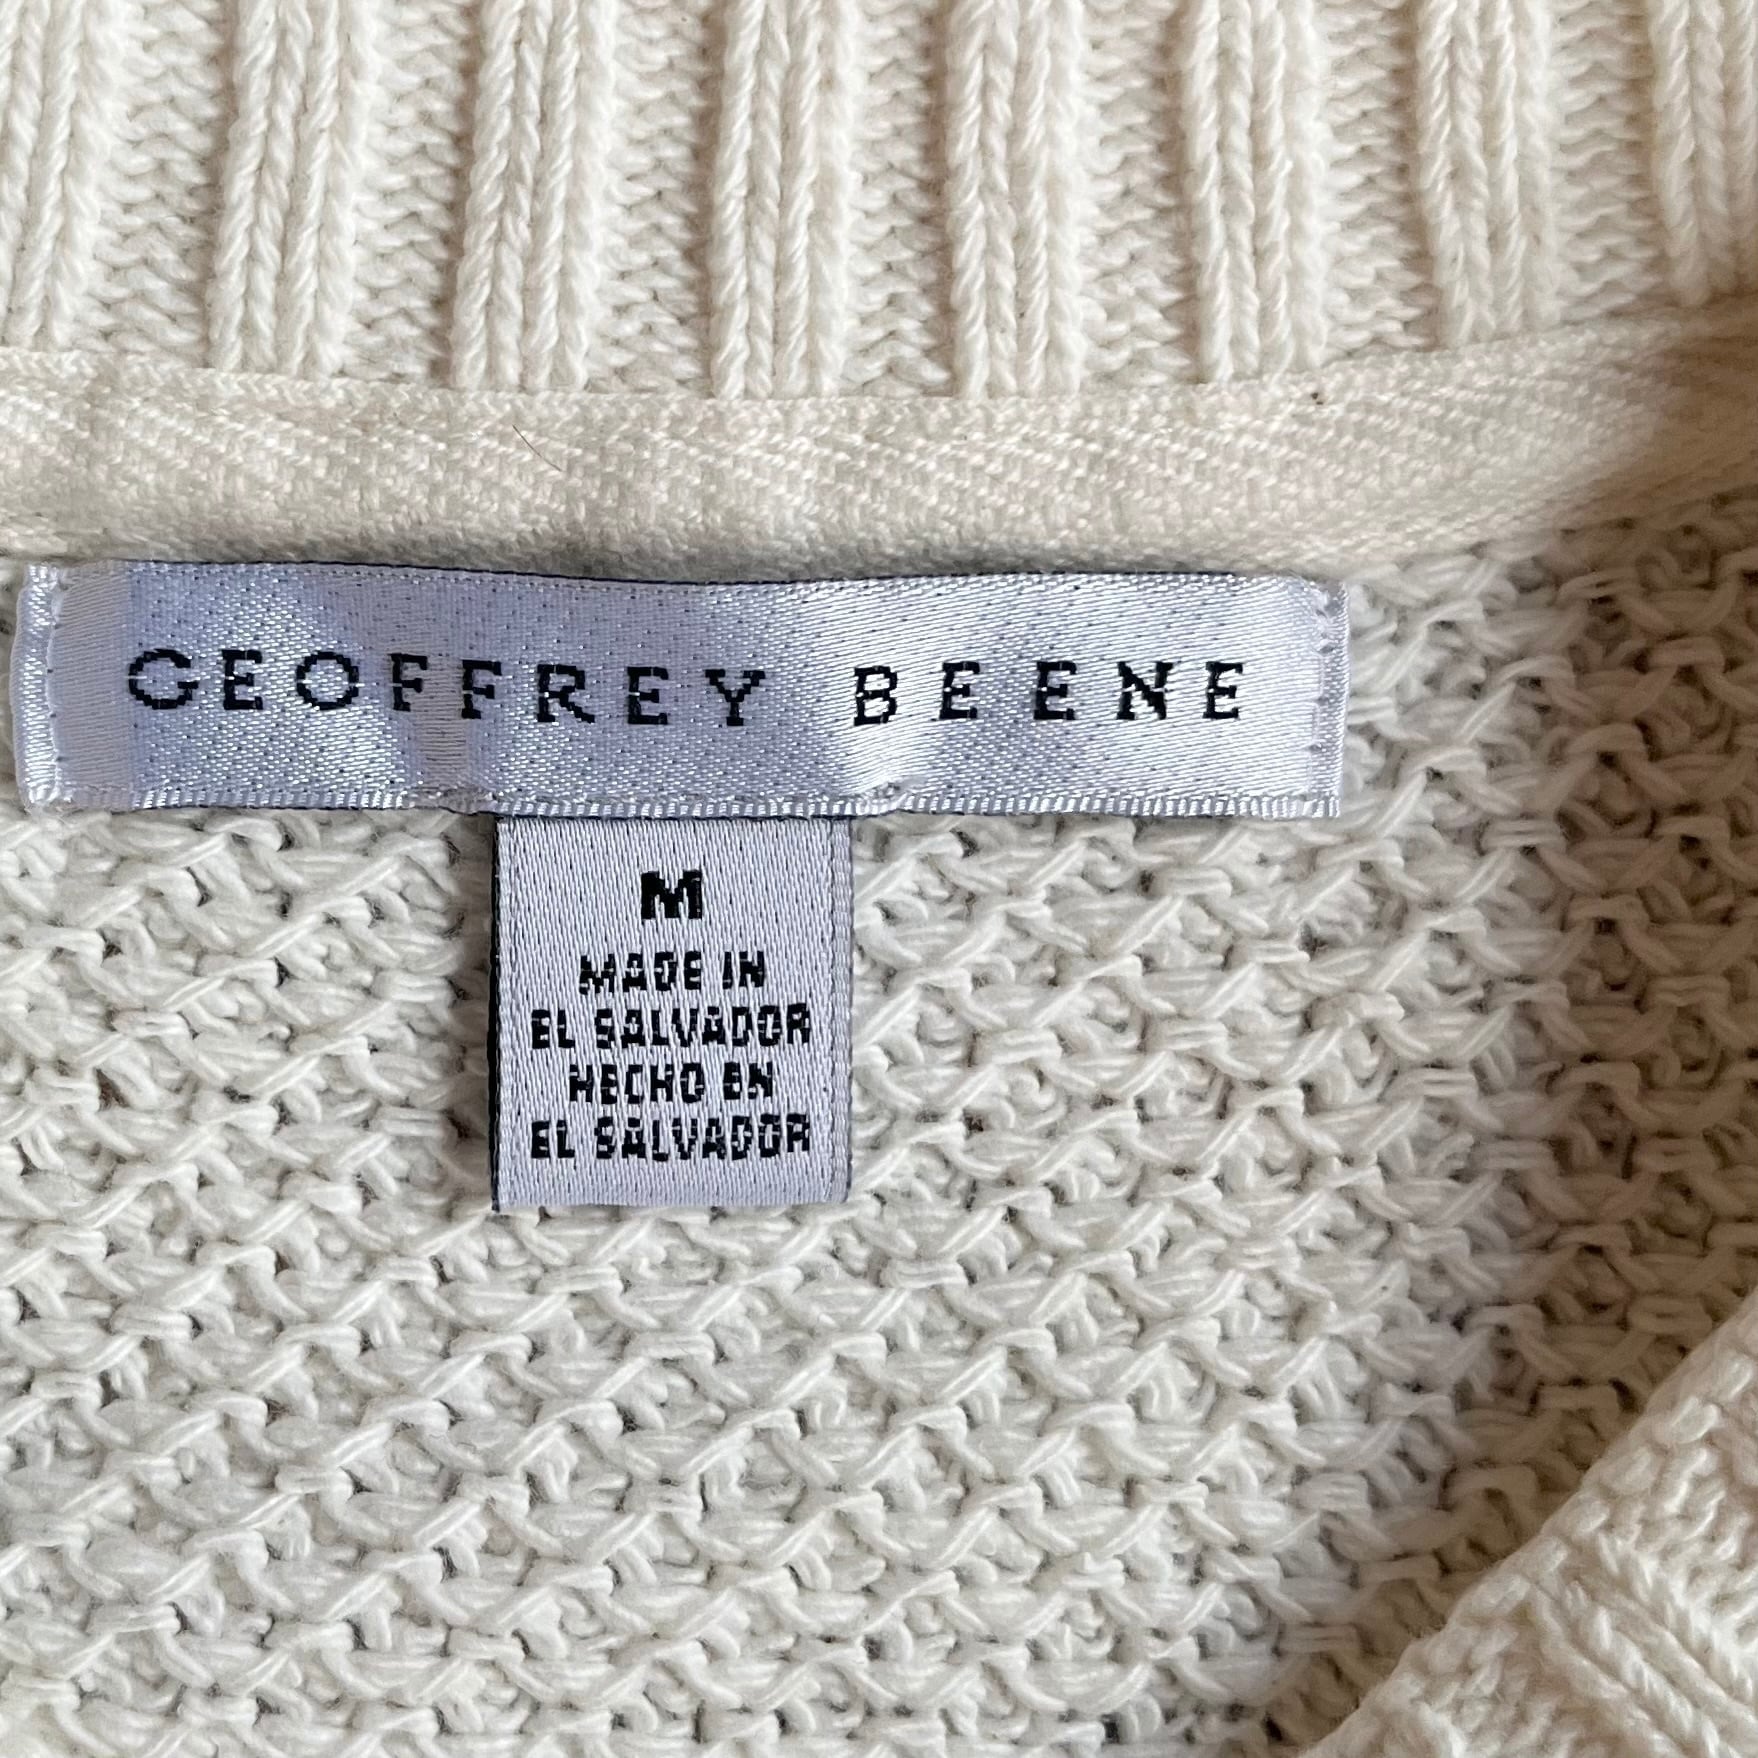 GEOFFREY BEENE
M
MADE IN
EL SALVADOR
HECHO EN
EL SALVADOR